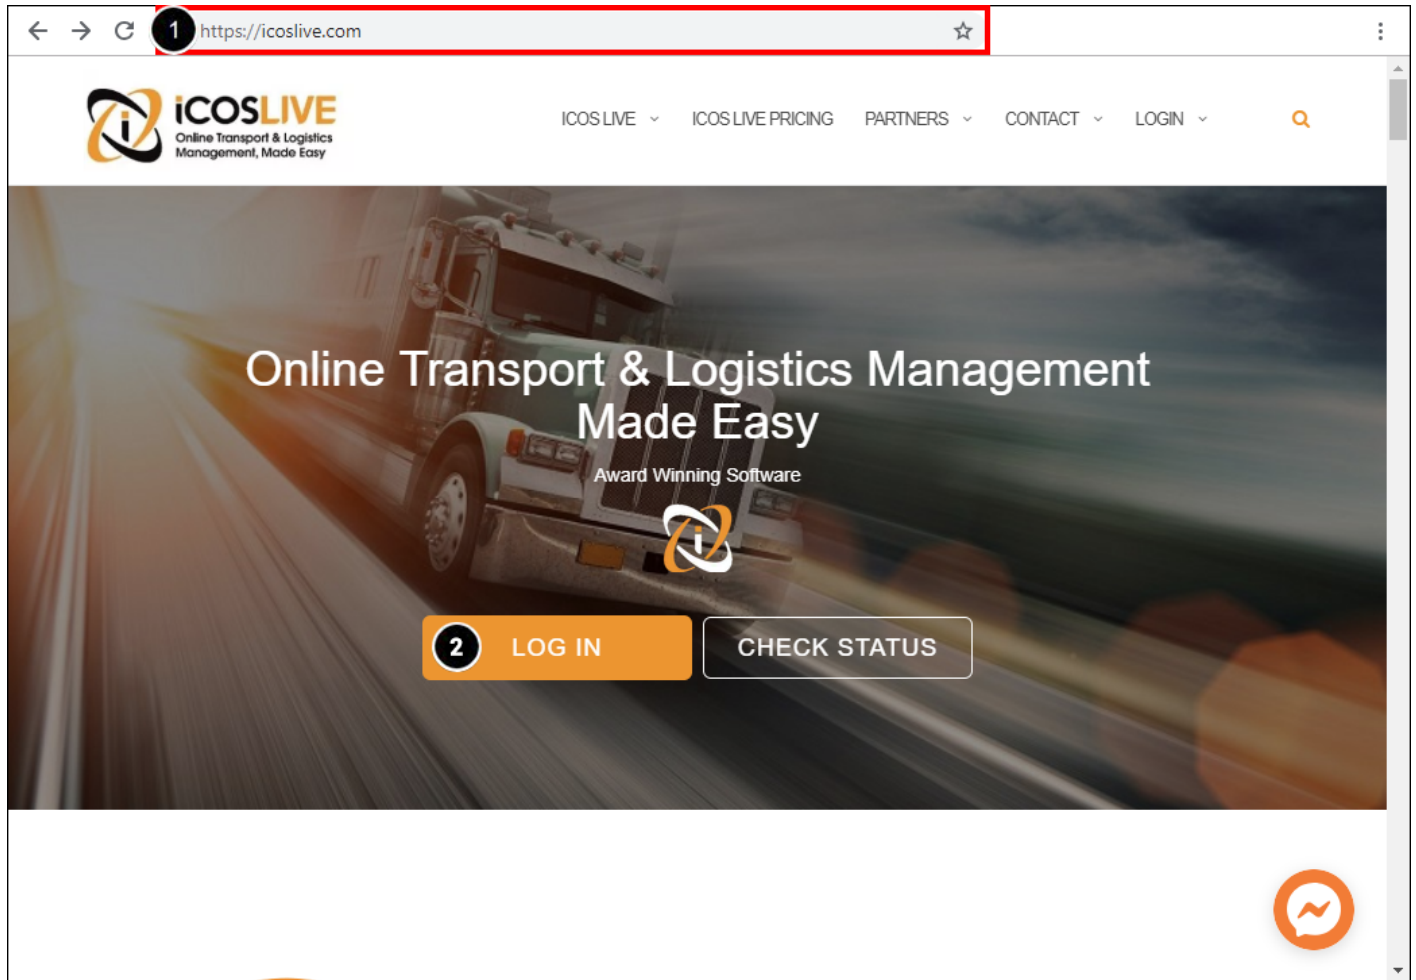 1
https://icoslive.com
iCOSLIVE
Online Transport & Logistics
Management, Made Easy
ICOS LIVE
ICOS LIVE PRICING
PARTNERS
CONTACT
LOGIN
Online Transport & Logistics Management
Made Easy
Award Winning Software
i
2
LOG IN
CHECK STATUS